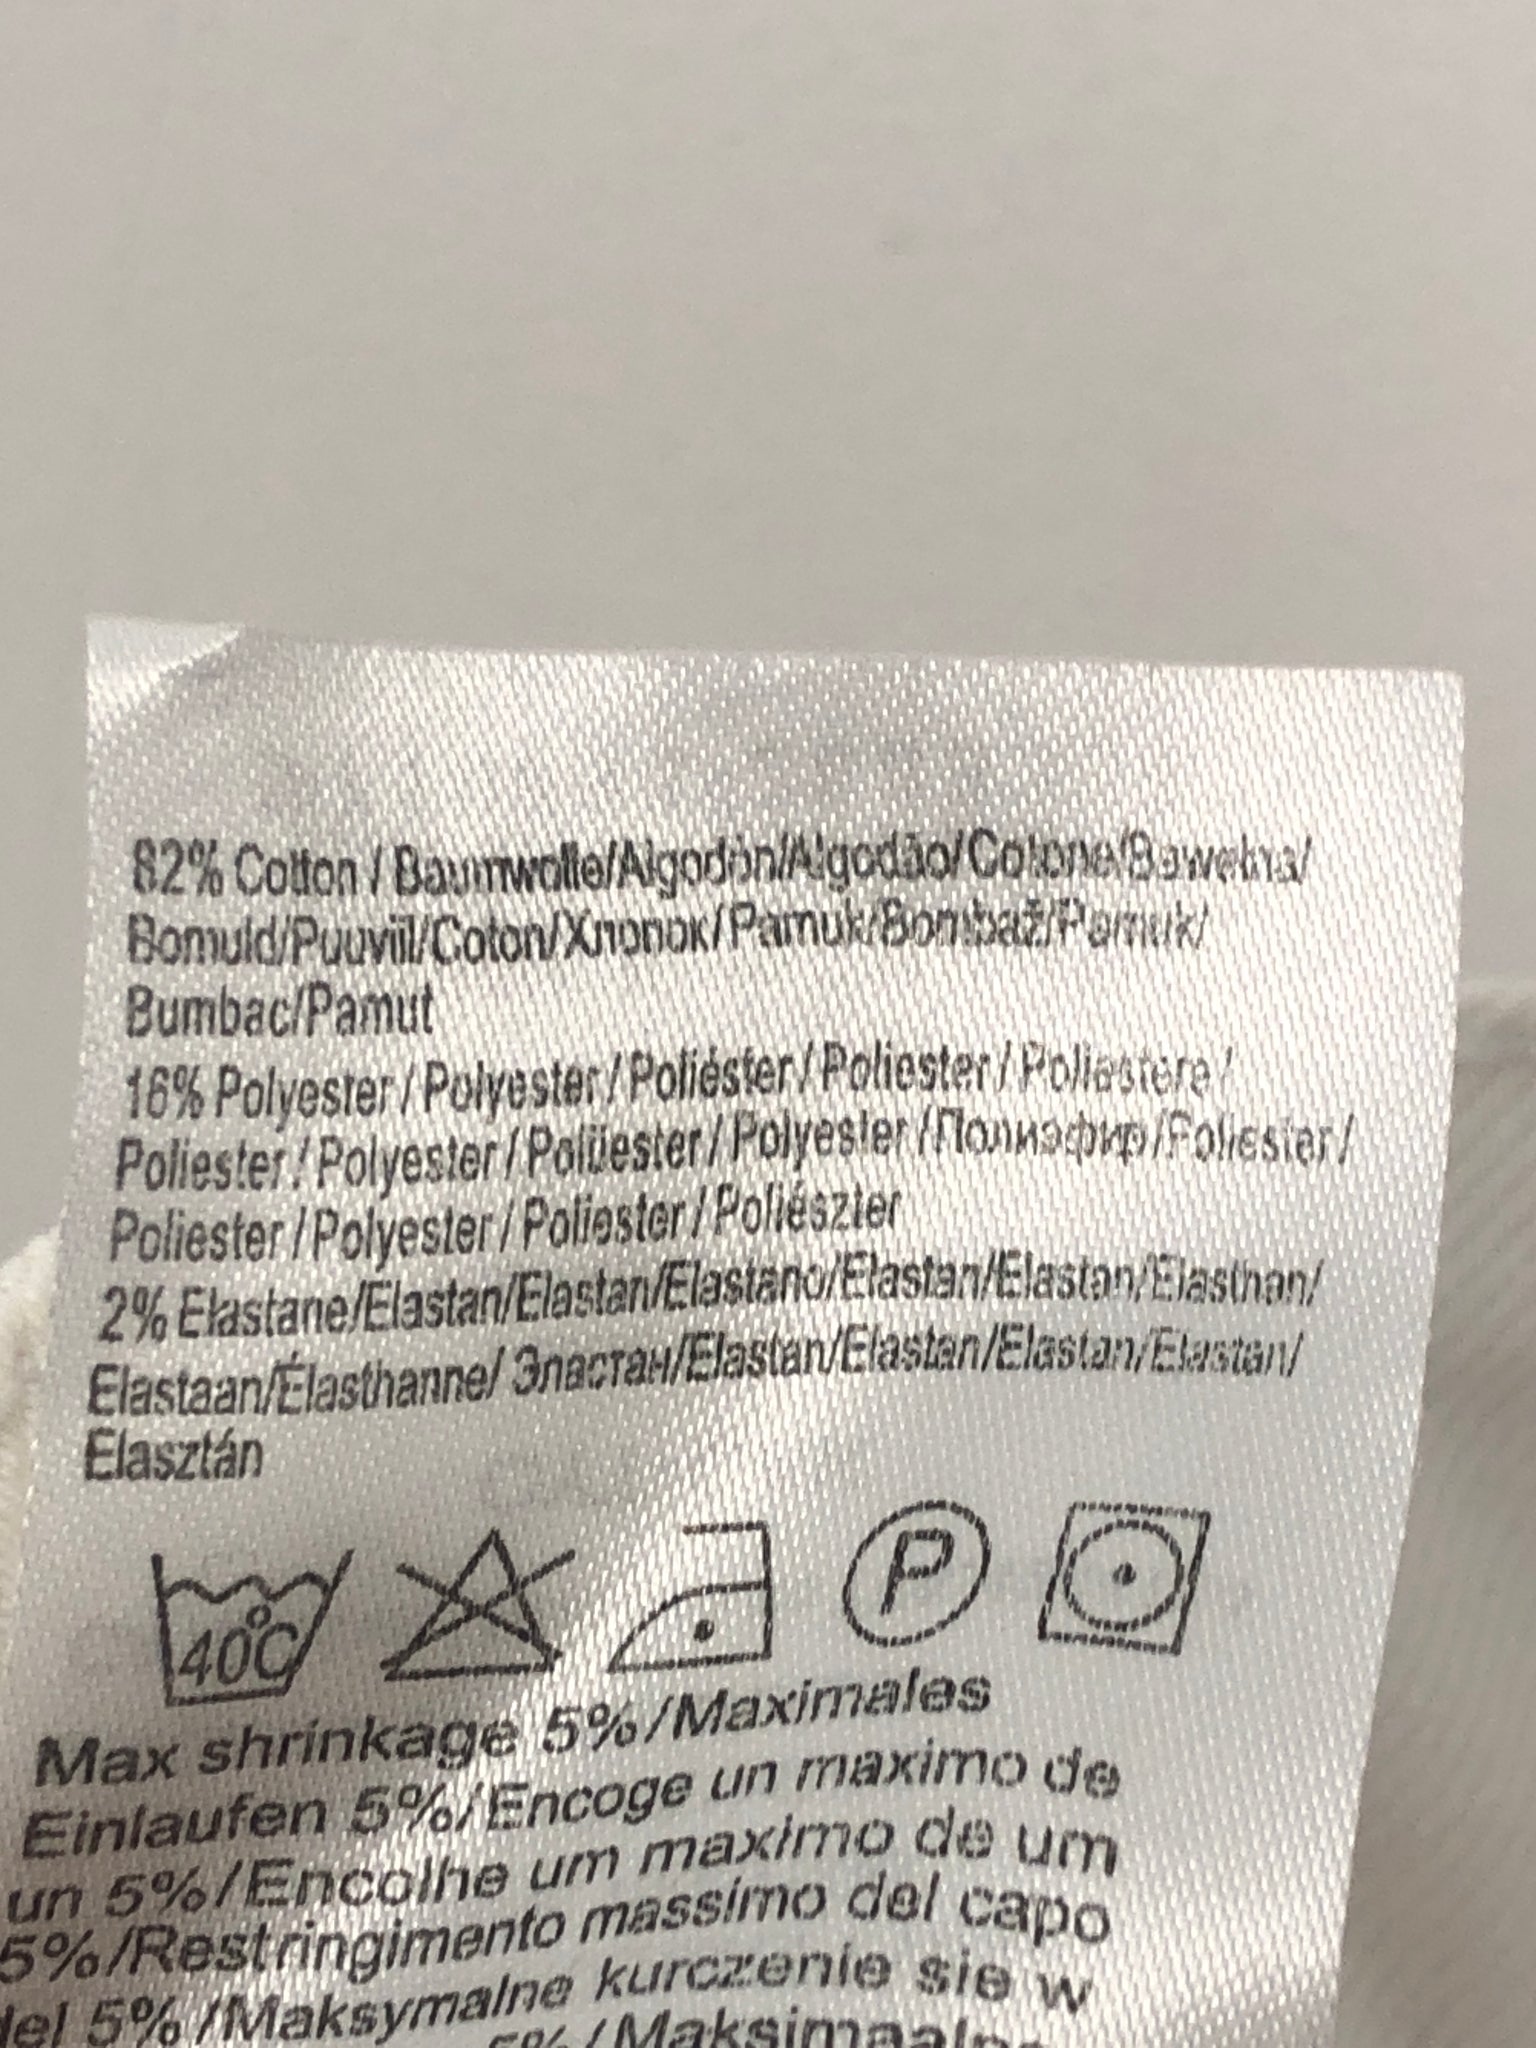 82% Cotton / Baumwolle/Algodón/Algodão/Cotone/Bawełna/
Bomuld/Puuvill/Coton/Хлопок/Pamuk/Bombaž/Pamuk/
Bumbac/Pamut
16% Polyester / Polyester / Poliéster / Poliester / Poliestere /
Poliester / Polyester / Polüester / Polyester / Полиэфир / Poliester /
Poliester / Polyester / Poliester / Poliészter
2% Elastane/Elastan/Elastan/Elastano/Elastan/Elastan/Elasthan/
Elastaan/Élasthanne/ Эластан/Elastan/Elastan/Elastan/Elastan/
Elasztán
40°C P
Max shrinkage 5%/Maximales
Einlaufen 5%/Encoge un maximo de
un 5%/Encolhe um maximo de um
5%/Restringimento massimo del capo
del 5%/Maksymalne kurczenie sie w
5%/Maksimaalne